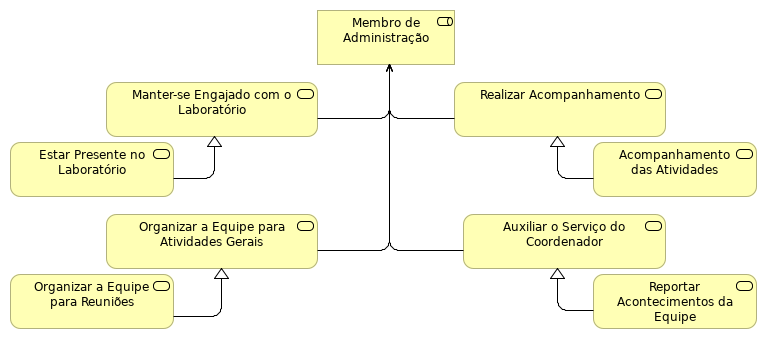 Membro de
Administração
Manter-se Engajado com o
Laboratório
Realizar Acompanhamento
Estar Presente no
Laboratório
Acompanhamento
das Atividades
Organizar a Equipe para
Atividades Gerais
Auxiliar o Serviço do
Coordenador
Organizar a Equipe
para Reuniões
Reportar
Acontecimentos da
Equipe